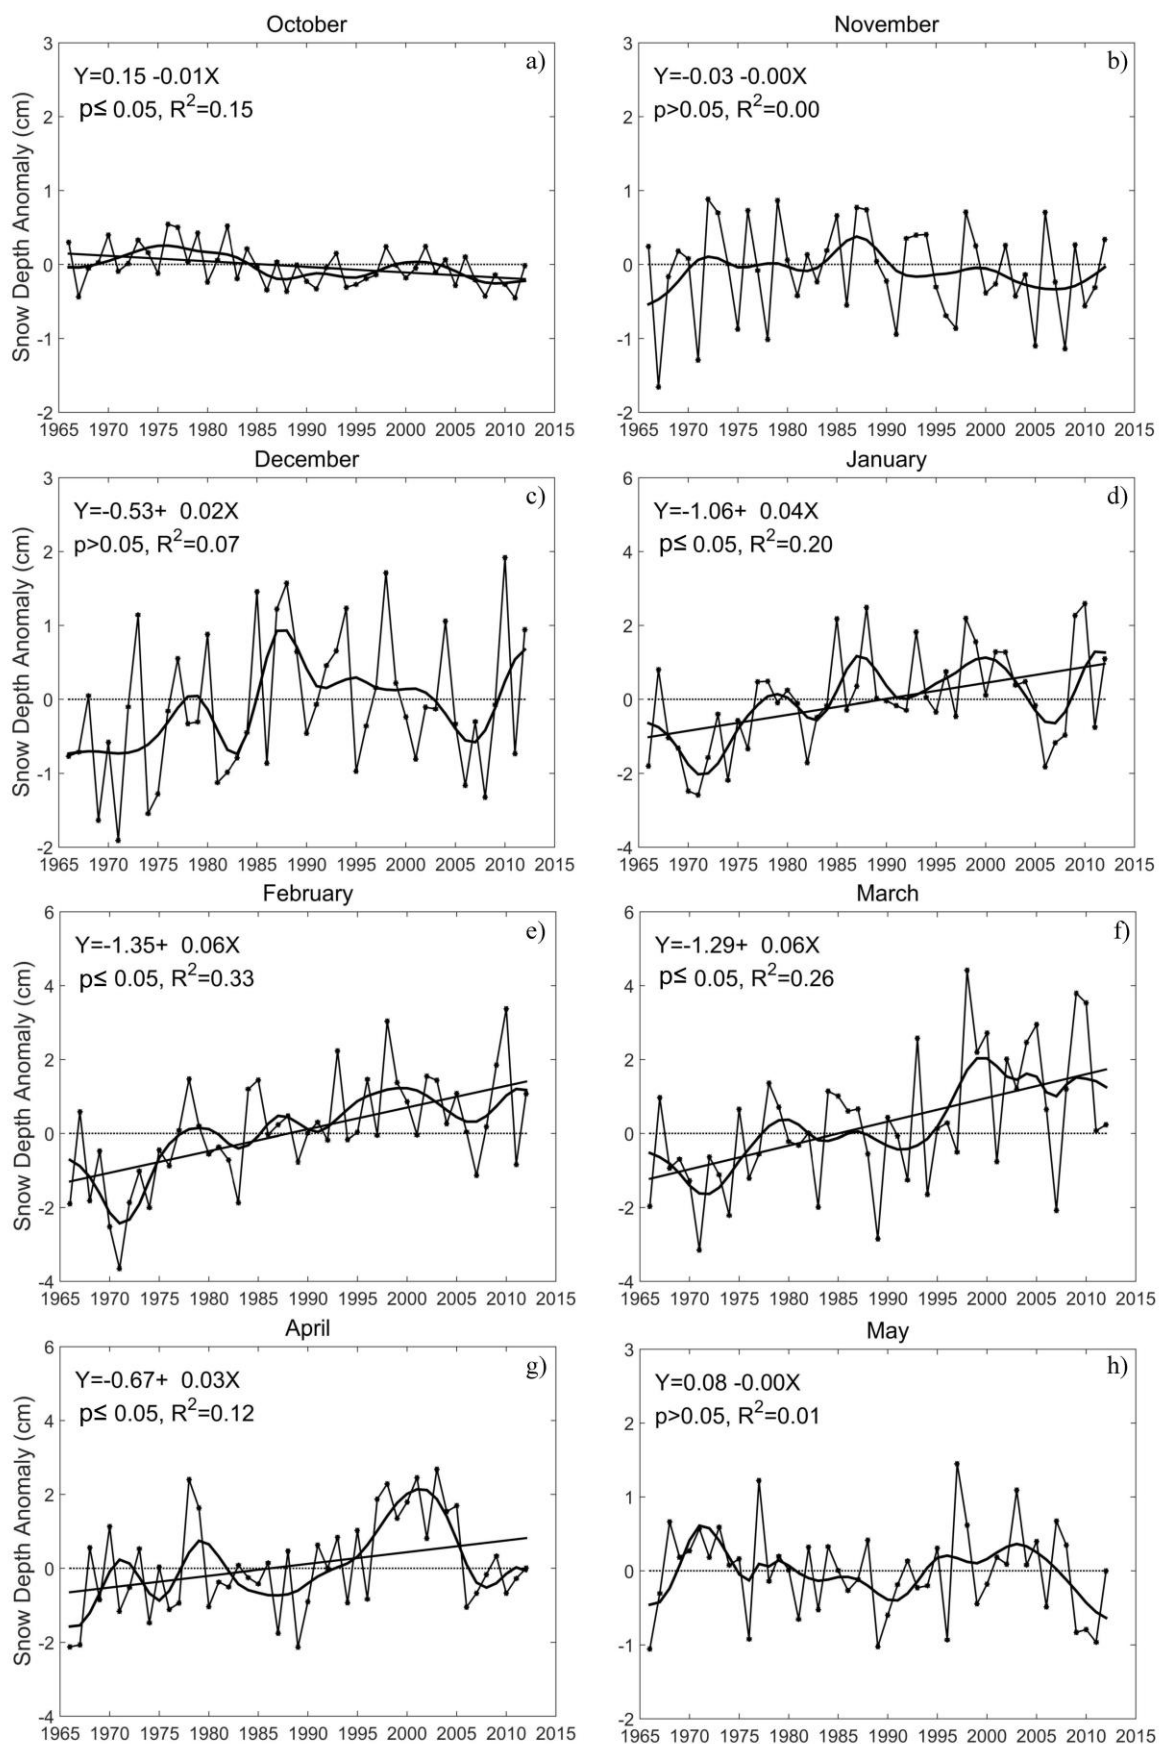 October
a)
Y=0.15 -0.01X
p≤ 0.05, R²=0.15
Snow Depth Anomaly (cm)
3
2
1
0
-1
-2
1965 1970 1975 1980 1985 1990 1995 2000 2005 2010 2015
November
b)
Y=-0.03 -0.00X
p>0.05, R²=0.00
3
2
1
0
-1
-2
1965 1970 1975 1980 1985 1990 1995 2000 2005 2010 2015
December
c)
Y=-0.53+ 0.02X
p>0.05, R²=0.07
Snow Depth Anomaly (cm)
3
2
1
0
-1
-2
1965 1970 1975 1980 1985 1990 1995 2000 2005 2010 2015
January
d)
Y=-1.06+ 0.04X
p≤ 0.05, R²=0.20
6
4
2
0
-2
-4
1965 1970 1975 1980 1985 1990 1995 2000 2005 2010 2015
February
e)
Y=-1.35+ 0.06X
p≤ 0.05, R²=0.33
Snow Depth Anomaly (cm)
6
4
2
0
-2
-4
1965 1970 1975 1980 1985 1990 1995 2000 2005 2010 2015
March
f)
Y=-1.29+ 0.06X
p≤ 0.05, R²=0.26
6
4
2
0
-2
-4
1965 1970 1975 1980 1985 1990 1995 2000 2005 2010 2015
April
g)
Y=-0.67+ 0.03X
p≤ 0.05, R²=0.12
Snow Depth Anomaly (cm)
6
4
2
0
-2
-4
1965 1970 1975 1980 1985 1990 1995 2000 2005 2010 2015
May
h)
Y=0.08 -0.00X
p>0.05, R²=0.01
3
2
1
0
-1
-2
1965 1970 1975 1980 1985 1990 1995 2000 2005 2010 2015